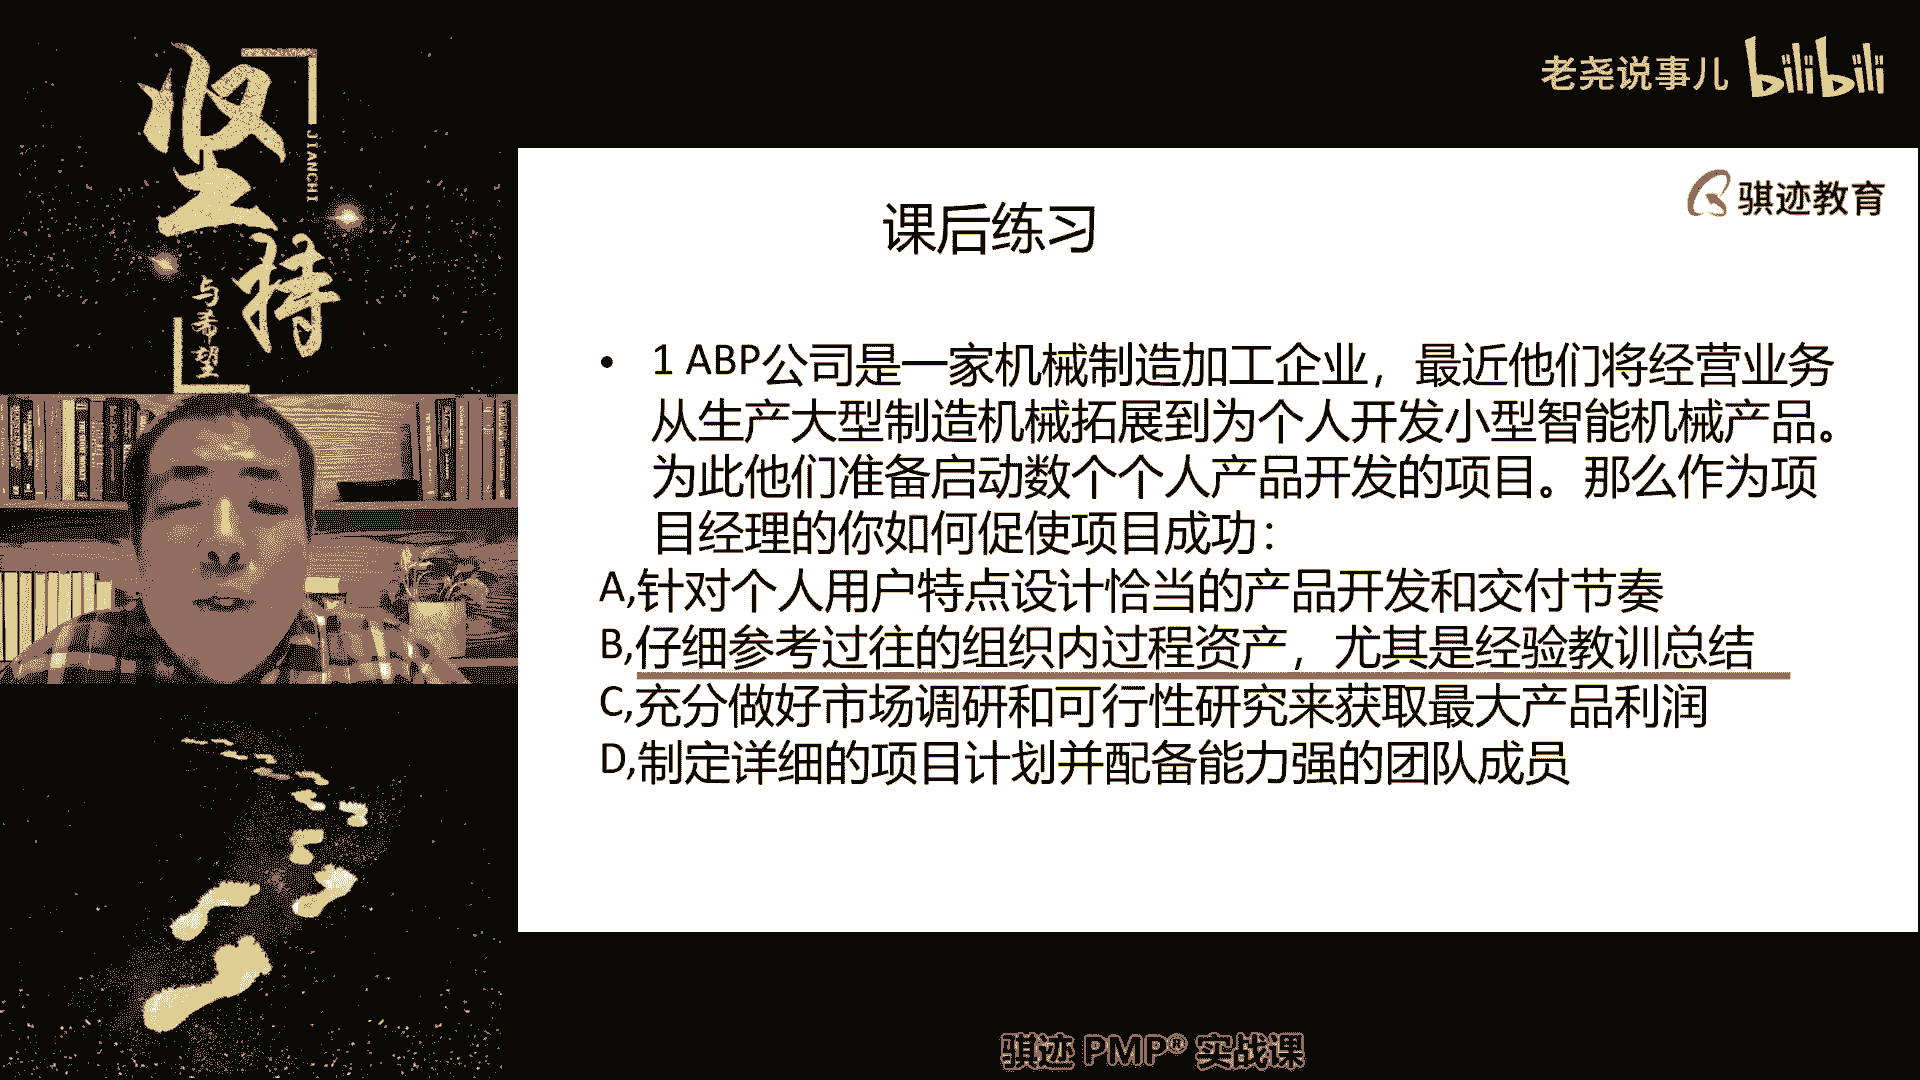 坚持
JIANCHI
与希望
老尧说事儿 bilibili
骐迹教育
课后练习
• 1 ABP公司是一家机械制造加工企业，最近他们将经营业务
从生产大型制造机械拓展到为个人开发小型智能机械产品。
为此他们准备启动数个个人产品开发的项目。那么作为项
目经理的你如何促使项目成功：
A,针对个人用户特点设计恰当的产品开发和交付节奏
B,仔细参考过往的组织内过程资产，尤其是经验教训总结
C,充分做好市场调研和可行性研究来获取最大产品利润
D,制定详细的项目计划并配备能力强的团队成员
骐迹 PMP® 实战课